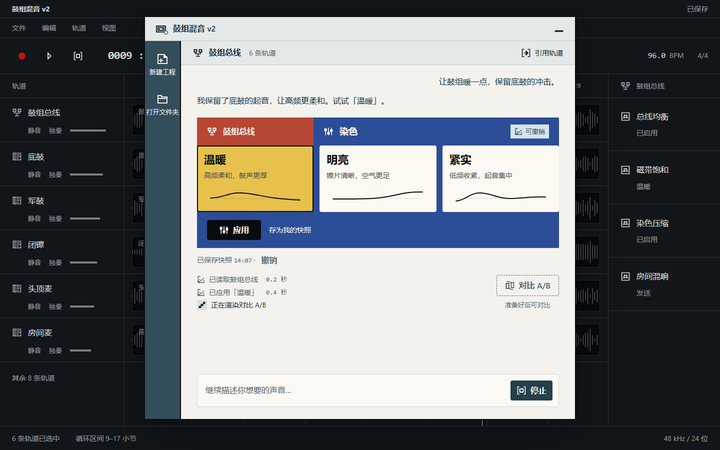 鼓组混音 v2
已保存
文件 编辑 轨道 视图
0009 :
96.0 BPM 4/4
轨道
鼓组总线
静音 独奏
底鼓
静音 独奏
军鼓
静音 独奏
闭镲
静音 独奏
头顶麦
静音 独奏
房间麦
静音 独奏
其余 8 条轨道
鼓组混音 v2
新建工程
打开文件夹
鼓组总线 6 条轨道
引用轨道
让鼓组暖一点，保留底鼓的冲击。
我保留了底鼓的起音，让高频更柔和。试试「温暖」。
鼓组总线
染色
可撤销
温暖
高频柔和，鼓声更厚
明亮
镲片清晰，空气更足
紧实
低频收紧，起音集中
应用
存为我的快照
已保存快照 14:07 · 撤销
已读取鼓组总线 0.2 秒
已应用「温暖」 0.4 秒
正在渲染对比 A/B
对比 A/B
准备好后可对比
继续描述你想要的声音...
停止
9
鼓组总线
总线均衡
已启用
磁带饱和
温暖
染色压缩
已启用
房间混响
发送
6 条轨道已选中 循环区间 9–17 小节
48 kHz / 24 位